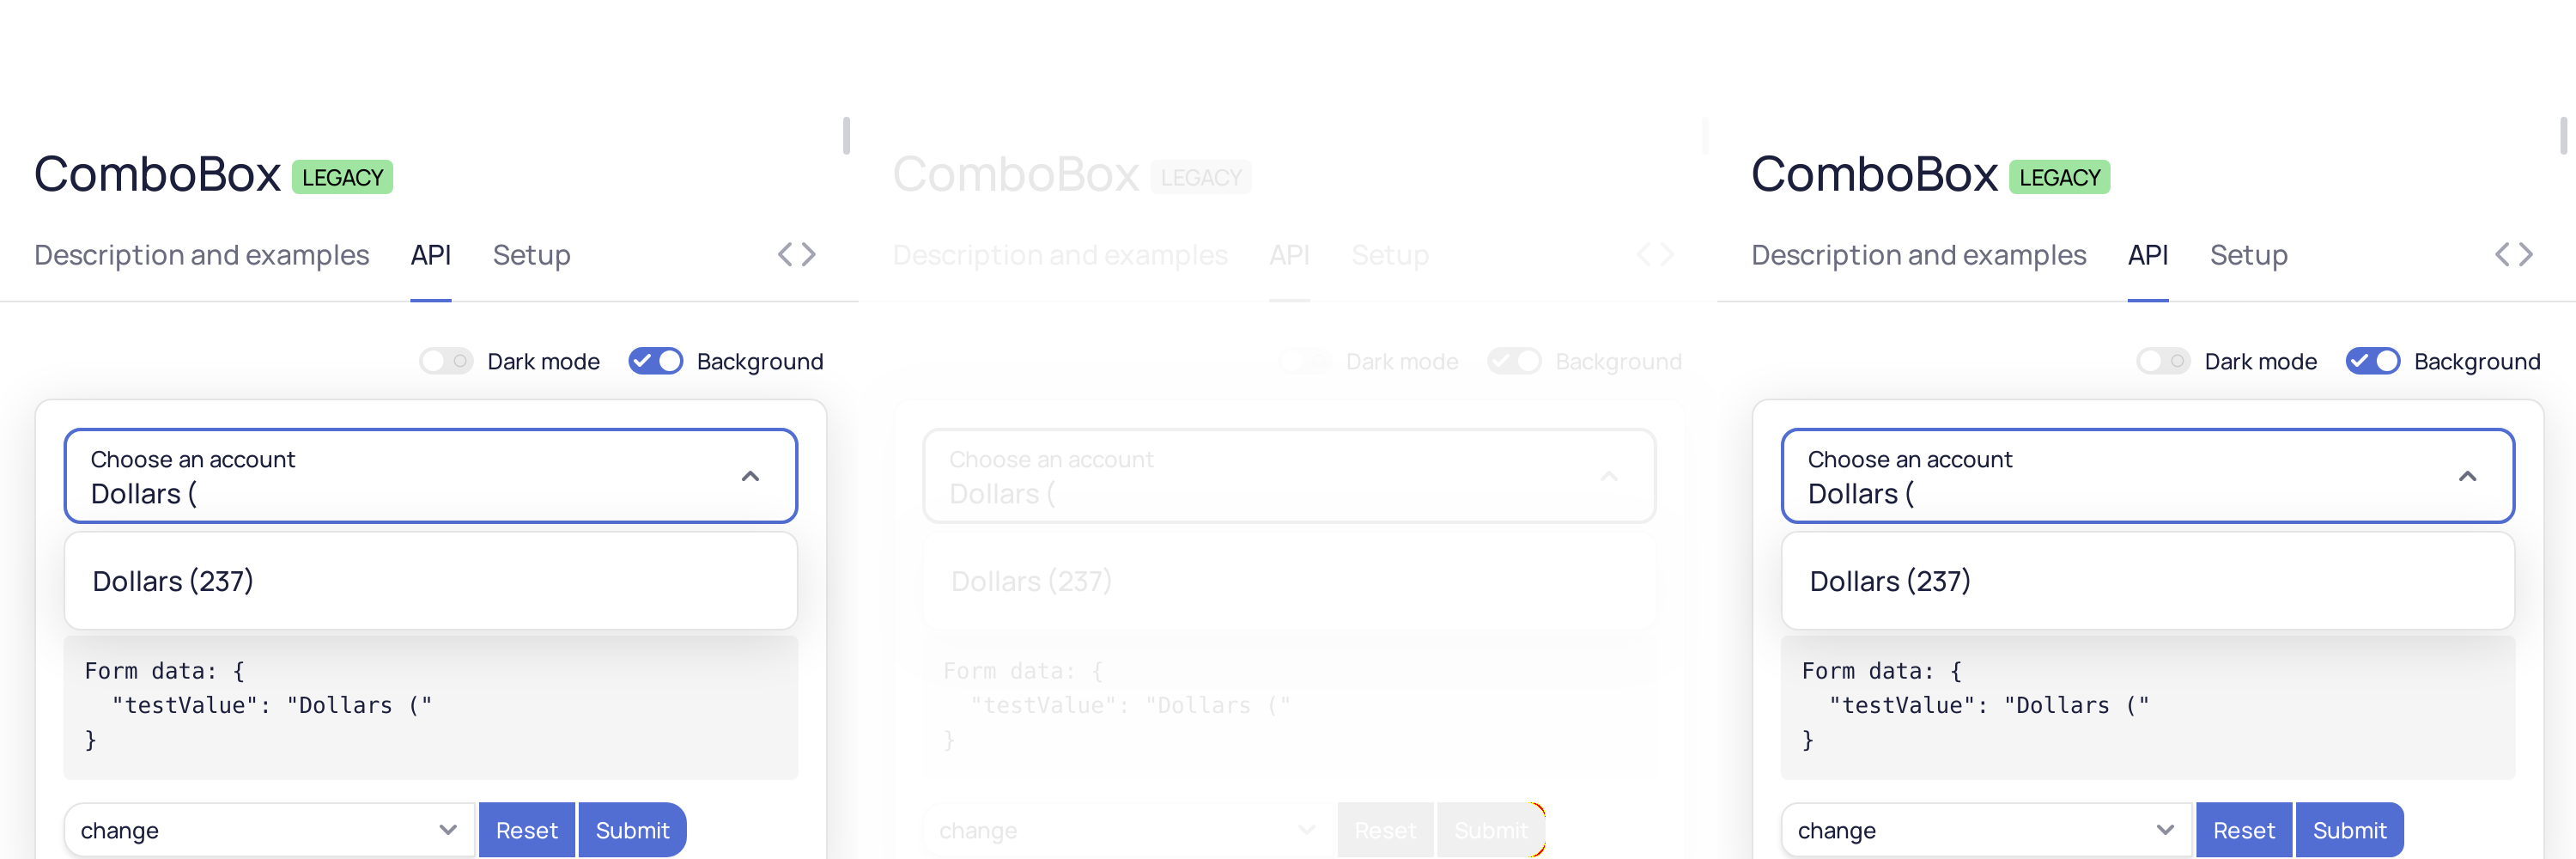 ComboBox LEGACY
Description and examples API Setup
Dark mode Background
Choose an account
Dollars (
Dollars (237)
Form data: {
"testValue": "Dollars ("
}
change Reset Submit
ComboBox LEGACY
Description and examples API Setup
Dark mode Background
Choose an account
Dollars (
Dollars (237)
Form data: {
"testValue": "Dollars ("
}
change Reset Submit
ComboBox LEGACY
Description and examples API Setup
Dark mode Background
Choose an account
Dollars (
Dollars (237)
Form data: {
"testValue": "Dollars ("
}
change Reset Submit